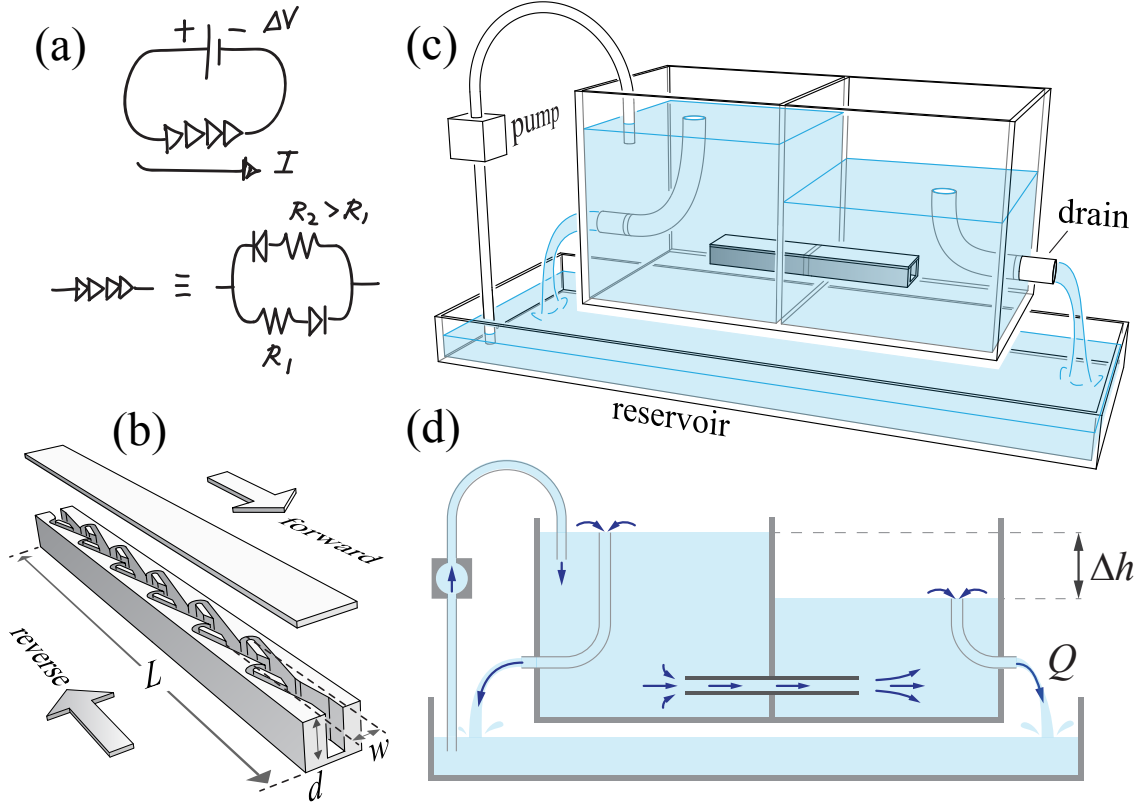 (a)
+ − ΔV
I
R₂ > R₁
≡
R₁
(b)
forward
reverse
L
d
w
(c)
pump
drain
reservoir
(d)
Δh
Q